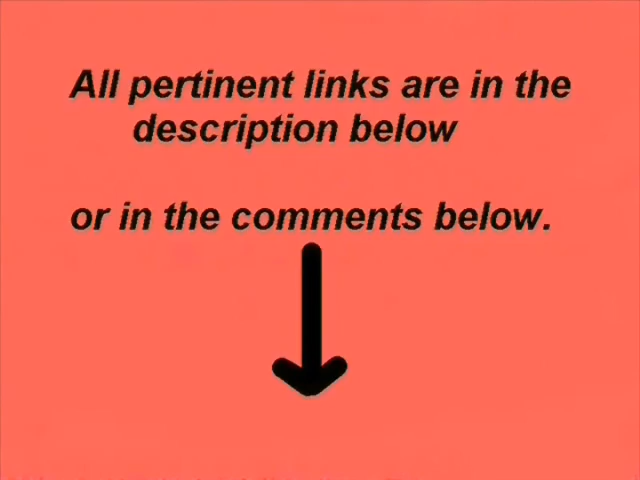 All pertinent links are in the
description below
or in the comments below.